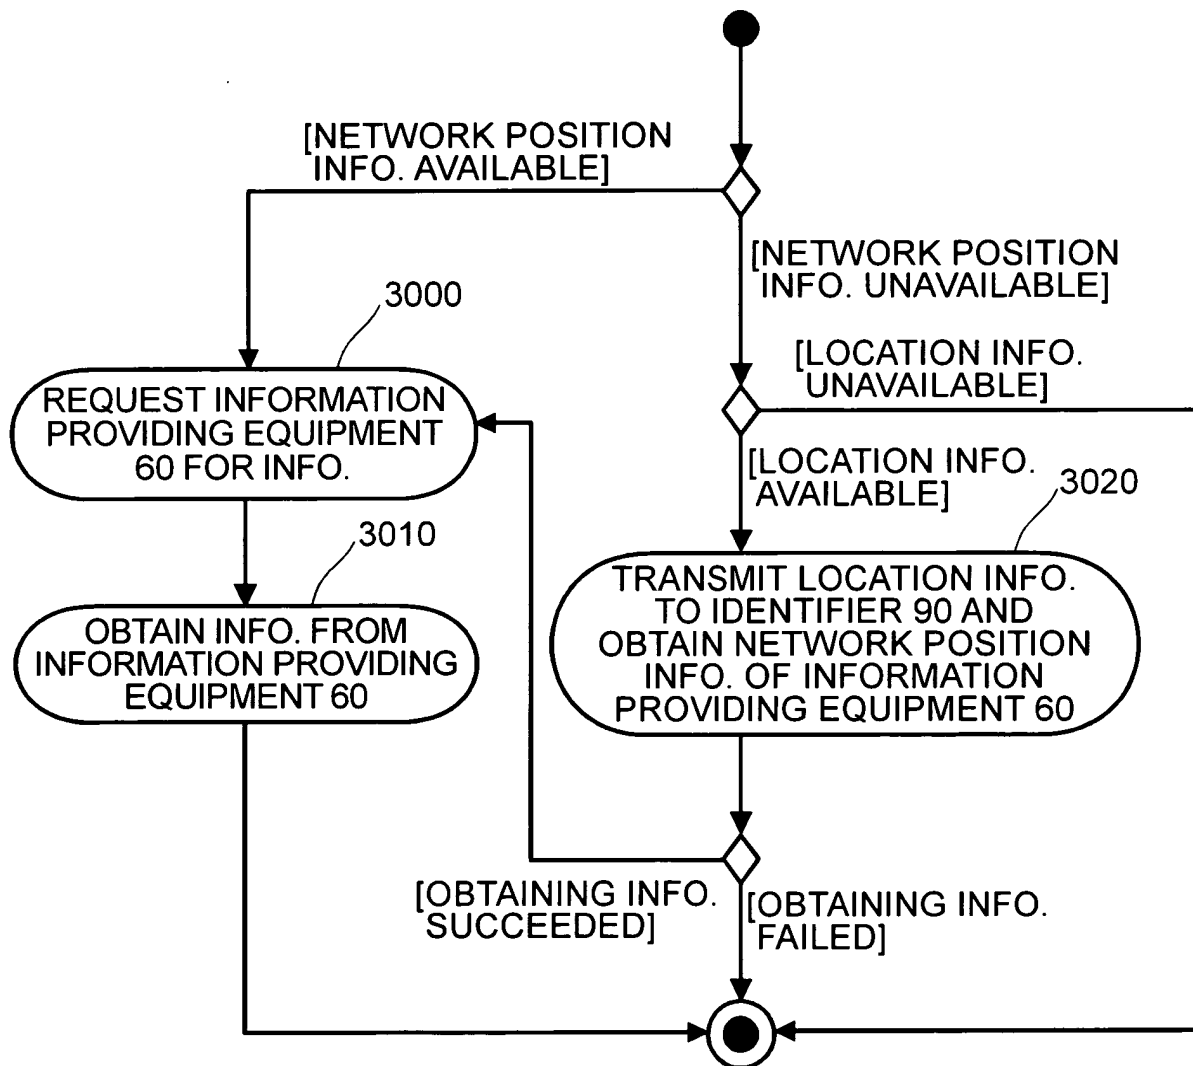 [NETWORK POSITION
INFO. AVAILABLE]
[NETWORK POSITION
INFO. UNAVAILABLE]
3000
[LOCATION INFO.
UNAVAILABLE]
REQUEST INFORMATION
PROVIDING EQUIPMENT
60 FOR INFO.
[LOCATION INFO.
AVAILABLE]
3020
3010
TRANSMIT LOCATION INFO.
TO IDENTIFIER 90 AND
OBTAIN NETWORK POSITION
INFO. OF INFORMATION
PROVIDING EQUIPMENT 60
OBTAIN INFO. FROM
INFORMATION PROVIDING
EQUIPMENT 60
[OBTAINING INFO.
SUCCEEDED]
[OBTAINING INFO.
FAILED]